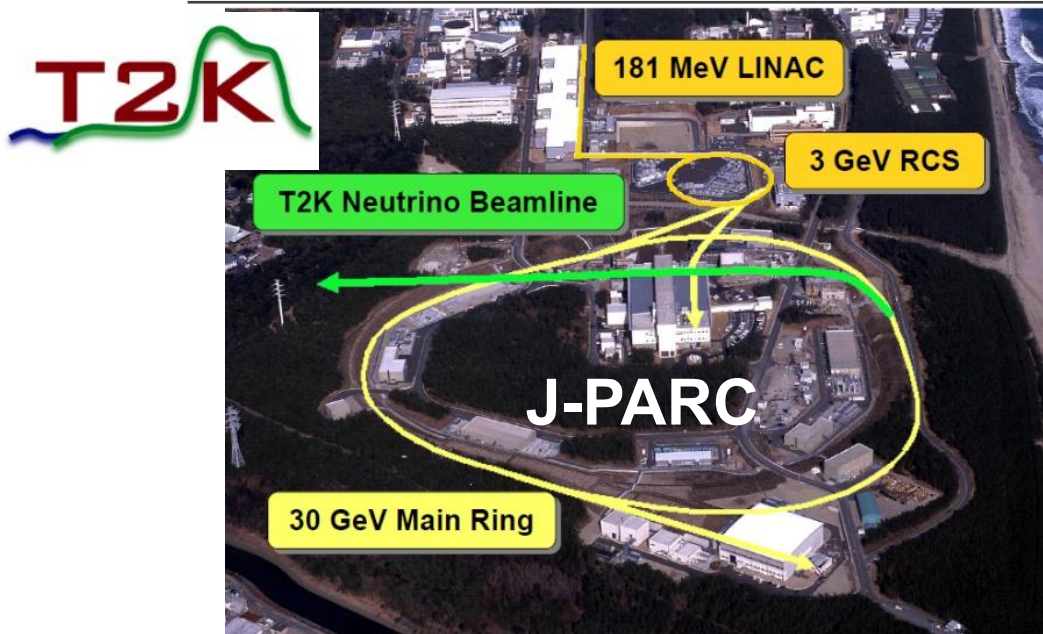 T2K
181 MeV LINAC
3 GeV RCS
T2K Neutrino Beamline
J-PARC
30 GeV Main Ring